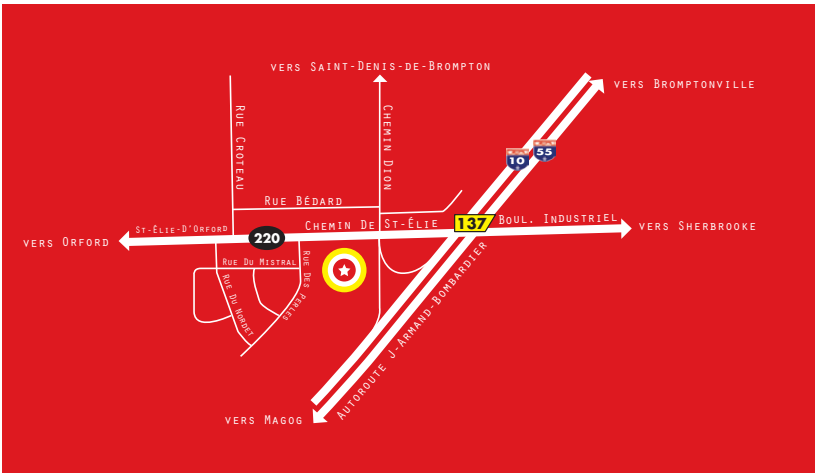 vers Saint-Denis-de-Brompton
vers Bromptonville
Rue Croteau
Chemin Dion
10
55
Rue Bédard
137
St-Élie-D'Orford
Chemin De St-Élie
Boul. Industriel
vers Orford
220
vers Sherbrooke
Rue Du Mistral
Rue Des Perles
Rue Du Nordet
Autoroute J-Armand-Bombardier
vers Magog